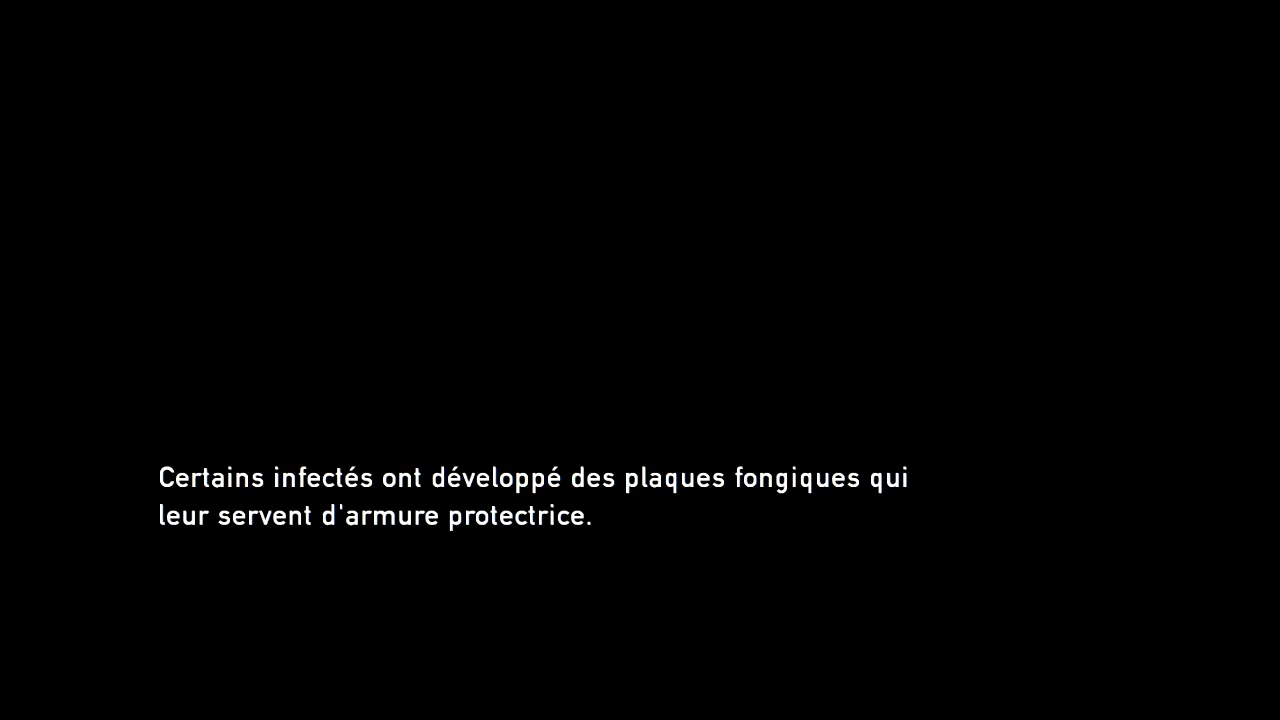 Certains infectés ont développé des plaques fongiques qui
leur servent d'armure protectrice.